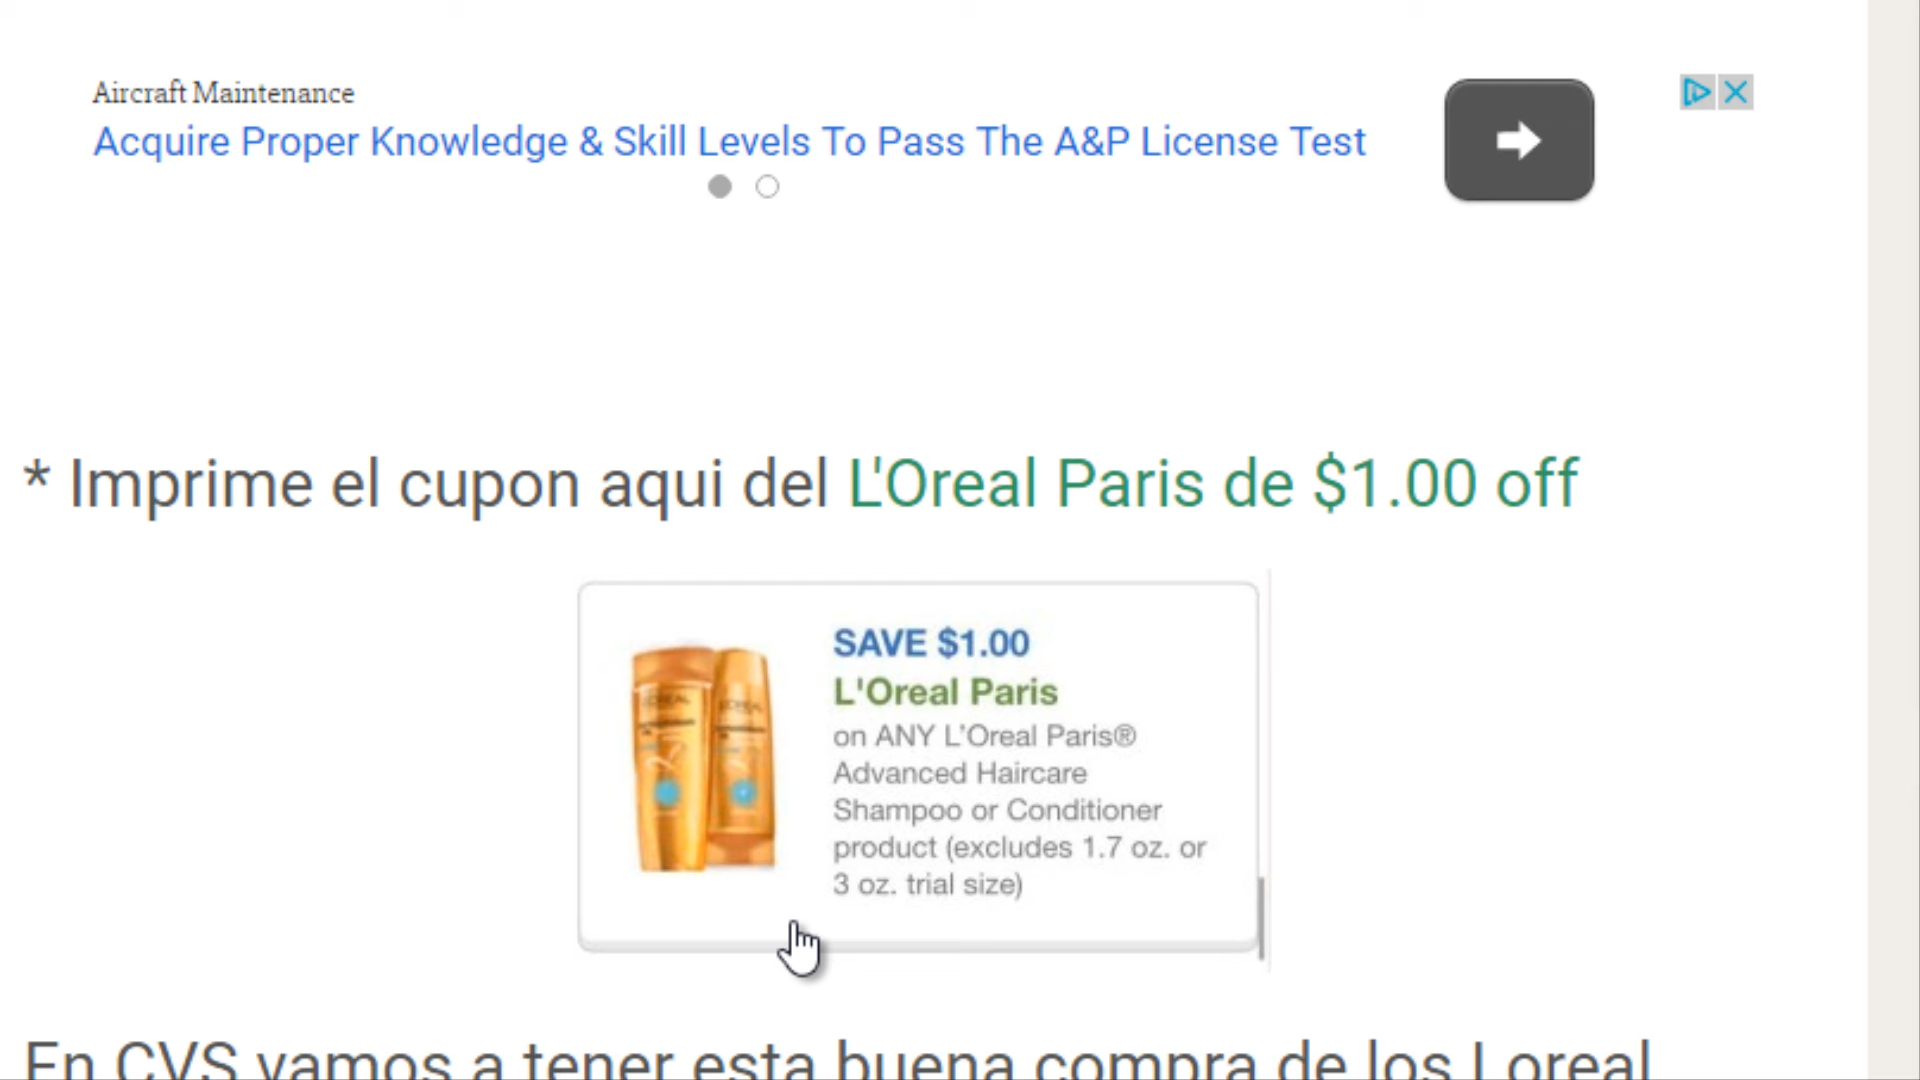 Aircraft Maintenance
Acquire Proper Knowledge & Skill Levels To Pass The A&P License Test
* Imprime el cupon aqui del L'Oreal Paris de $1.00 off
SAVE $1.00
L'Oreal Paris
on ANY L'Oreal Paris®
Advanced Haircare
Shampoo or Conditioner
product (excludes 1.7 oz. or
3 oz. trial size)
En CVS vamos a tener esta buena compra de los Loreal